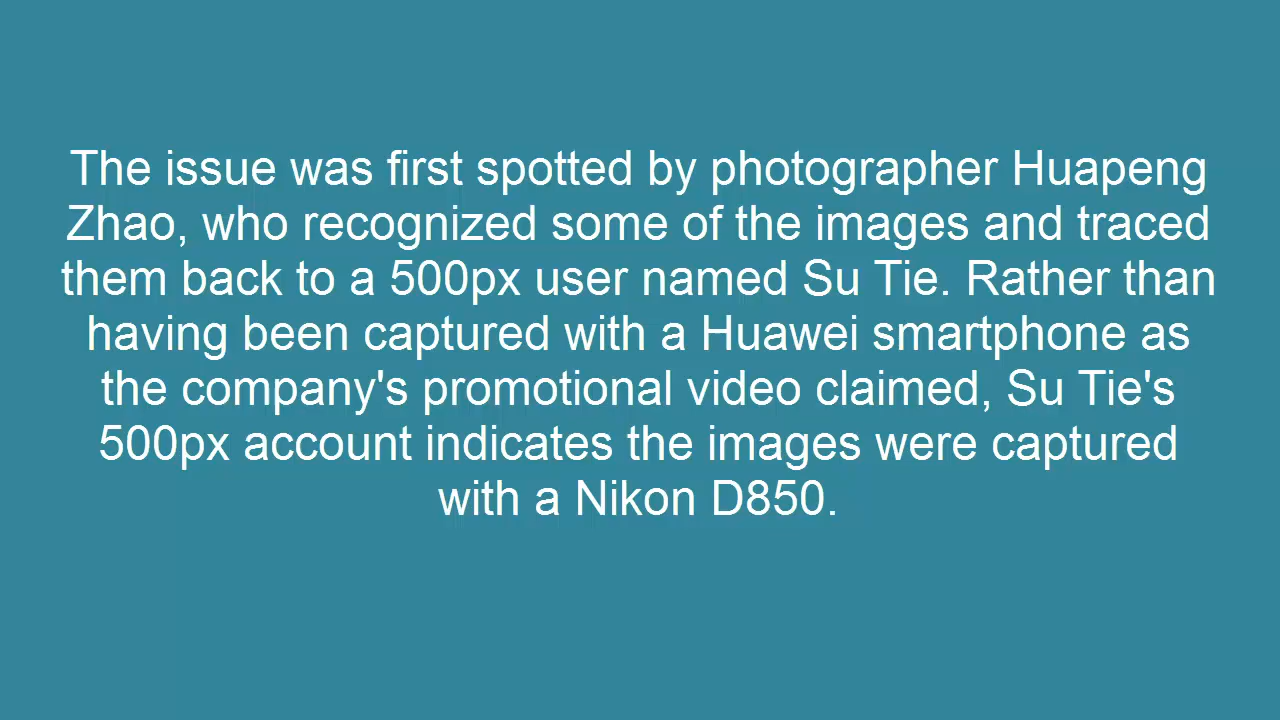 The issue was first spotted by photographer Huapeng
Zhao, who recognized some of the images and traced
them back to a 500px user named Su Tie. Rather than
having been captured with a Huawei smartphone as
the company's promotional video claimed, Su Tie's
500px account indicates the images were captured
with a Nikon D850.